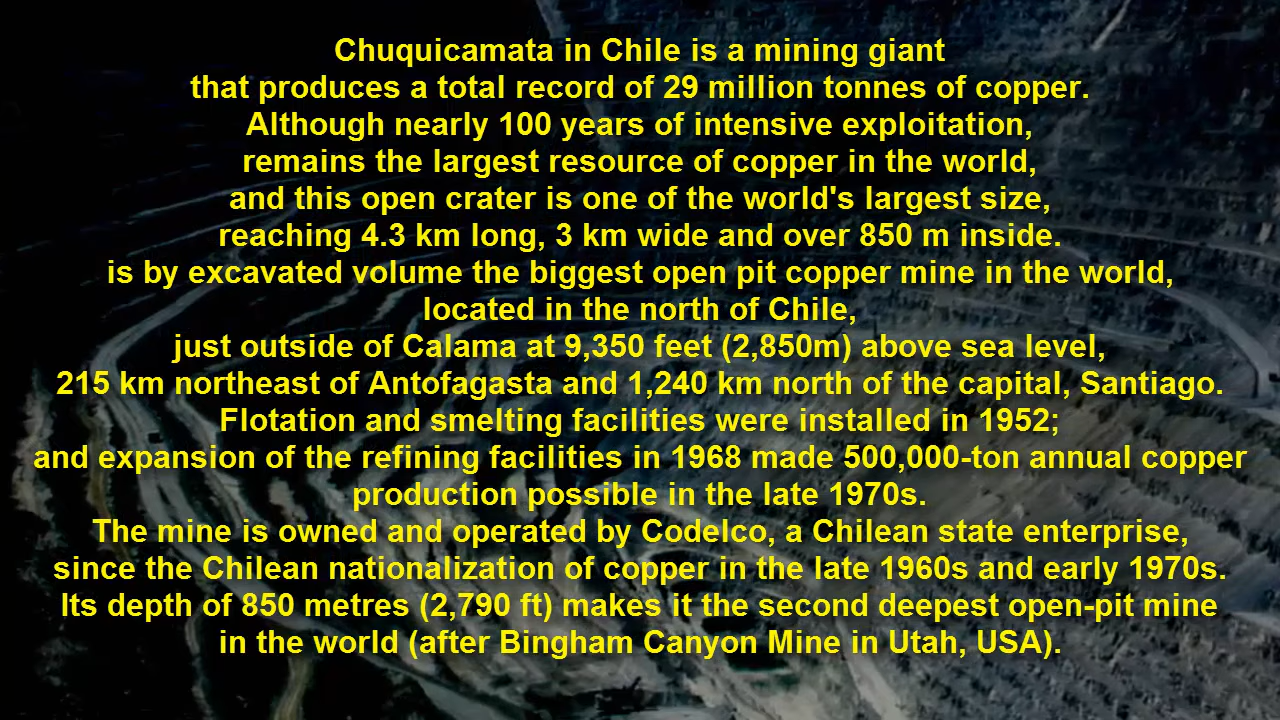 Chuquicamata in Chile is a mining giant
that produces a total record of 29 million tonnes of copper.
Although nearly 100 years of intensive exploitation,
remains the largest resource of copper in the world,
and this open crater is one of the world's largest size,
reaching 4.3 km long, 3 km wide and over 850 m inside.
is by excavated volume the biggest open pit copper mine in the world,
located in the north of Chile,
just outside of Calama at 9,350 feet (2,850m) above sea level,
215 km northeast of Antofagasta and 1,240 km north of the capital, Santiago.
Flotation and smelting facilities were installed in 1952;
and expansion of the refining facilities in 1968 made 500,000-ton annual copper
production possible in the late 1970s.
The mine is owned and operated by Codelco, a Chilean state enterprise,
since the Chilean nationalization of copper in the late 1960s and early 1970s.
Its depth of 850 metres (2,790 ft) makes it the second deepest open-pit mine
in the world (after Bingham Canyon Mine in Utah, USA).